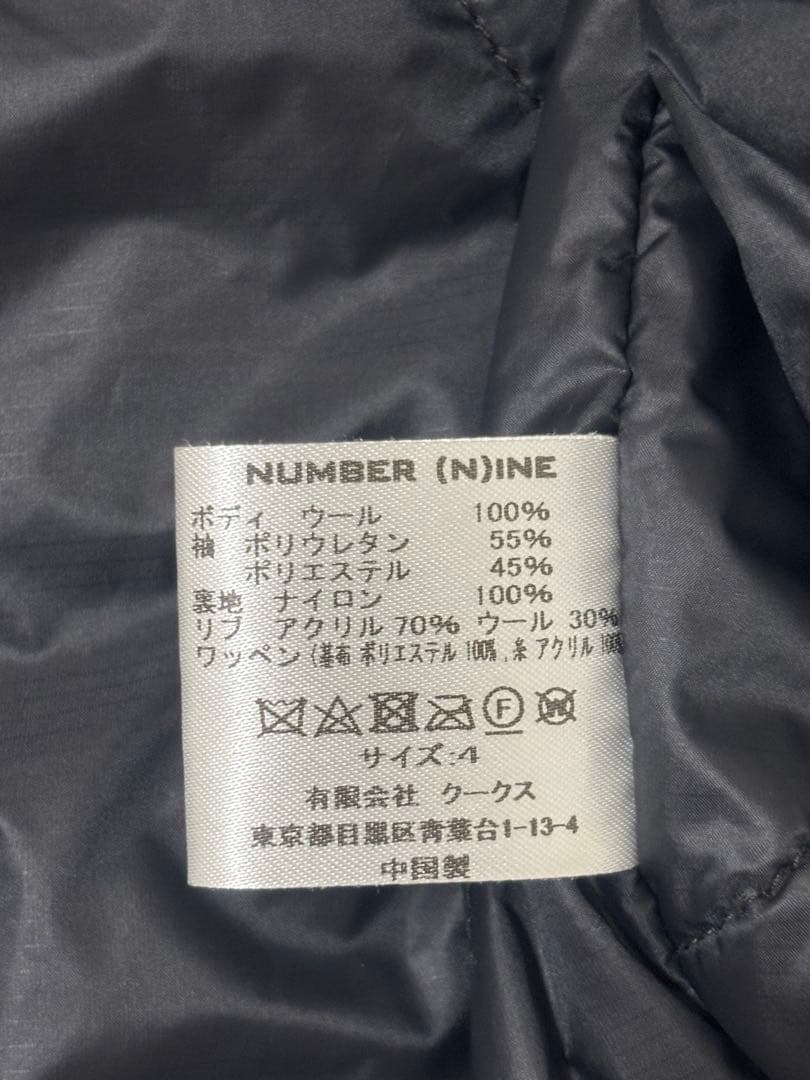 NUMBER (N)INE
ボディ ウール 100%
袖 ポリウレタン 55%
ポリエステル 45%
裏地 ナイロン 100%
リブ アクリル 70% ウール 30%
ワッペン (基布 ポリエステル 100%, 糸 アクリル 100%
F W
サイズ:4
有限会社 クークス
東京都目黒区青葉台1-13-4
中国製